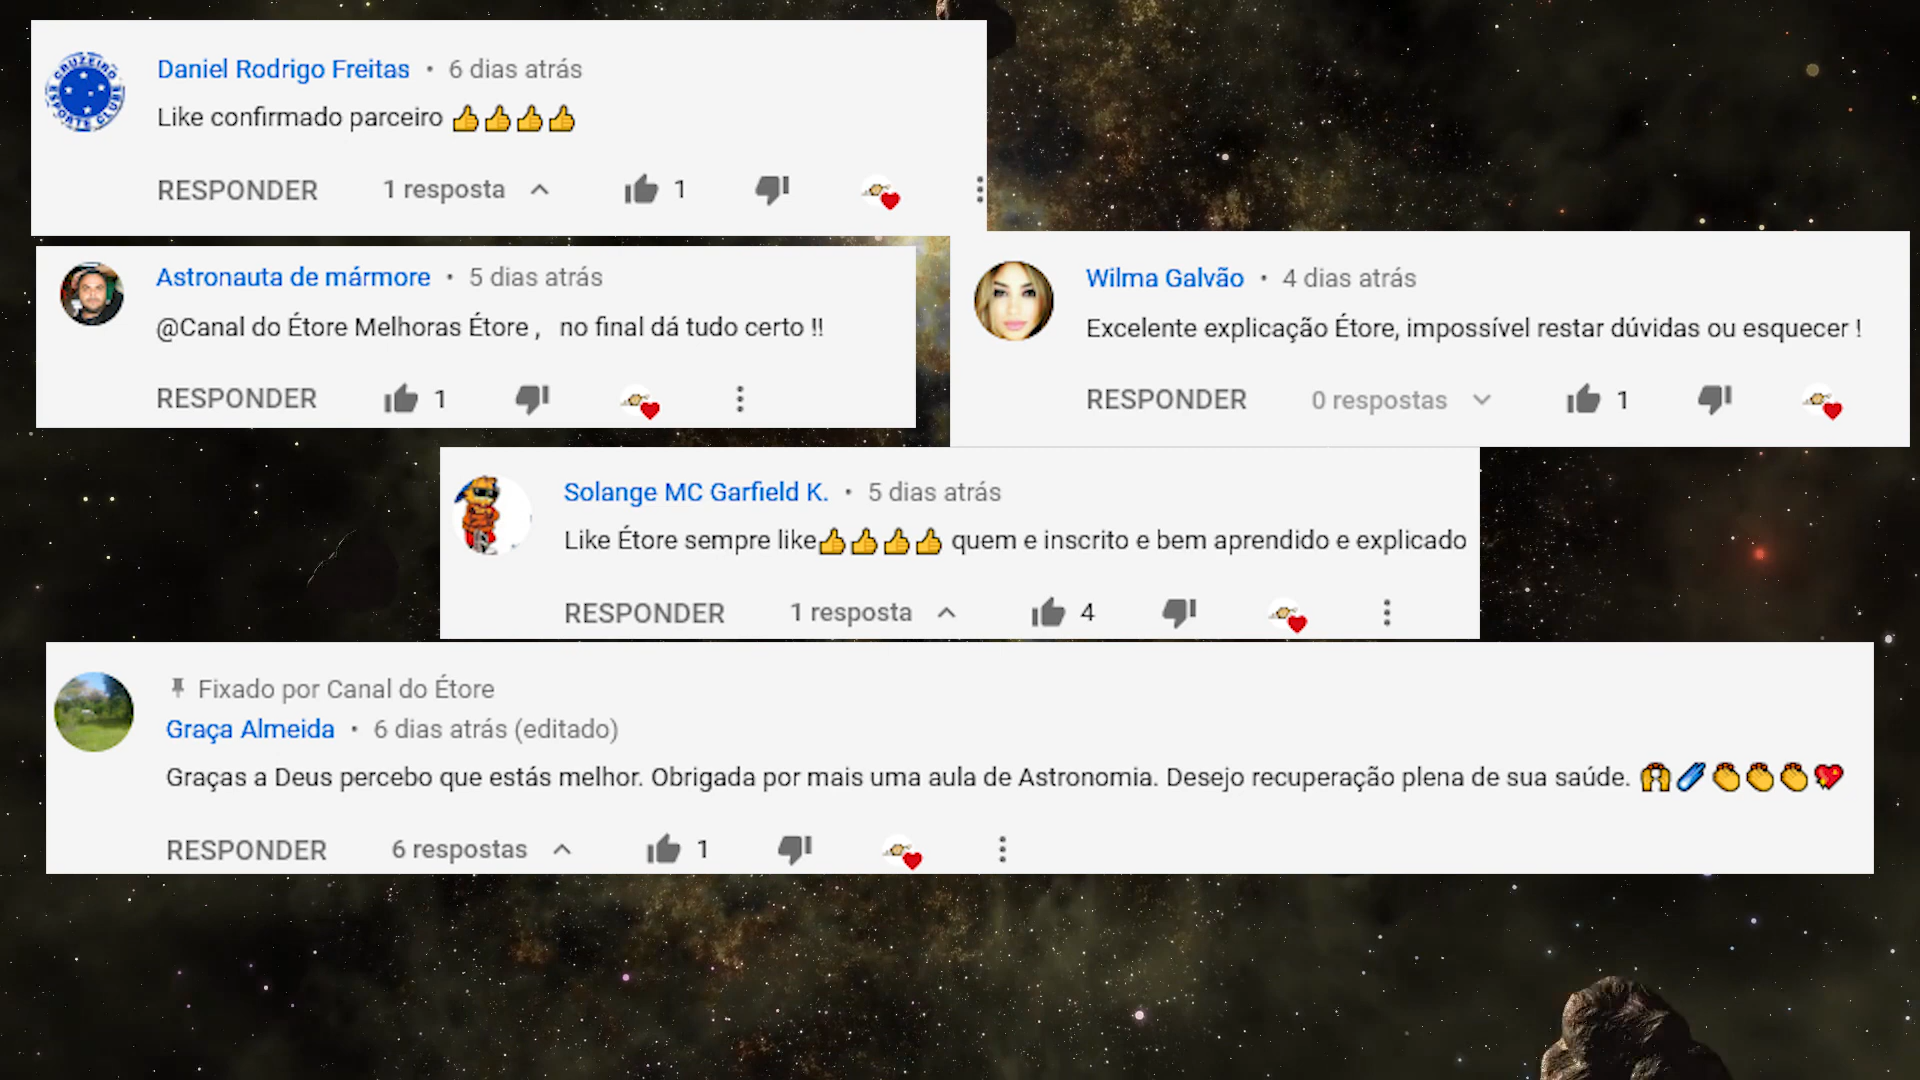 CRUZEIRO ESPORTE CLUBE
Daniel Rodrigo Freitas • 6 dias atrás
Like confirmado parceiro 👍👍👍👍
RESPONDER 1 resposta 1
Astronauta de mármore • 5 dias atrás
@Canal do Étore Melhoras Étore , no final dá tudo certo !!
RESPONDER 1
Wilma Galvão • 4 dias atrás
Excelente explicação Étore, impossível restar dúvidas ou esquecer !
RESPONDER 0 respostas 1
Solange MC Garfield K. • 5 dias atrás
Like Étore sempre like👍👍👍👍 quem e inscrito e bem aprendido e explicado
RESPONDER 1 resposta 4
Fixado por Canal do Étore
Graça Almeida • 6 dias atrás (editado)
Graças a Deus percebo que estás melhor. Obrigada por mais uma aula de Astronomia. Desejo recuperação plena de sua saúde. 🙌☄️👏👏👏💖
RESPONDER 6 respostas 1